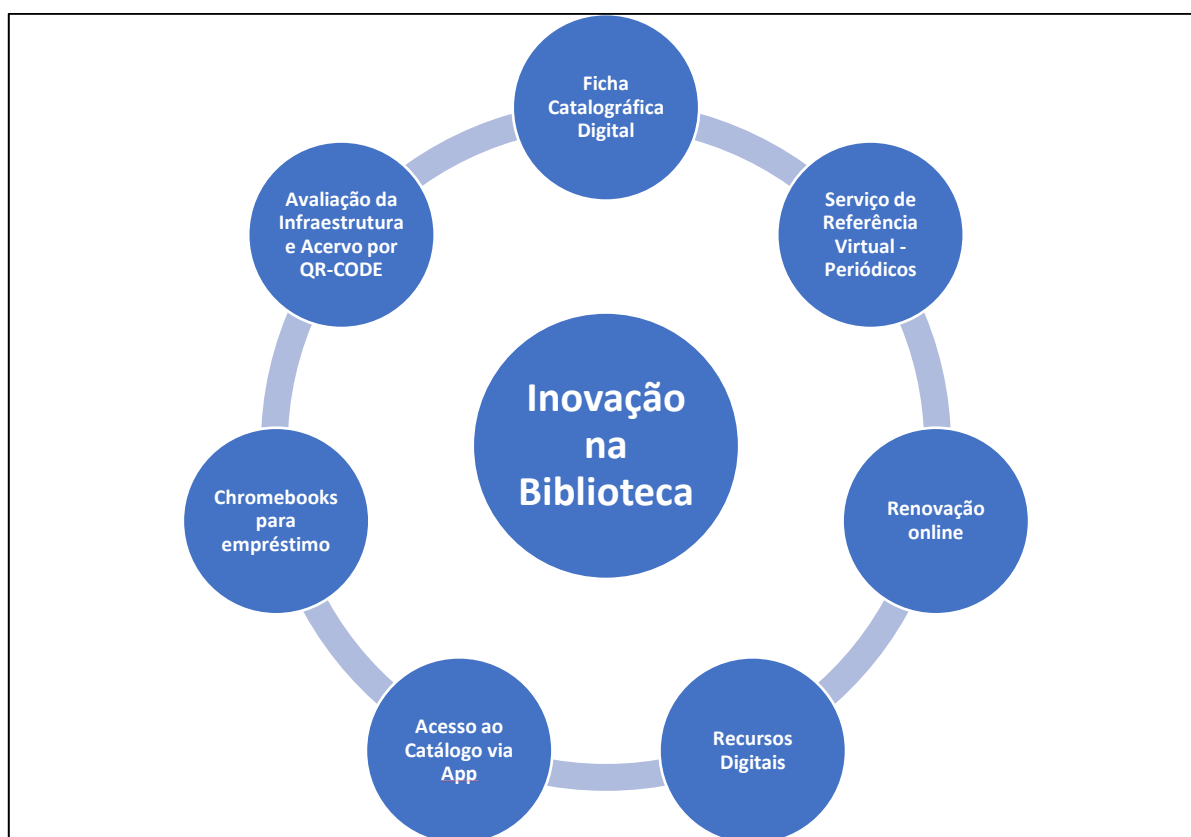 Ficha
Catalográfica
Digital
Serviço de
Referência
Virtual -
Periódicos
Renovação
online
Recursos
Digitais
Acesso ao
Catálogo via
App
Chromebooks
para
empréstimo
Avaliação da
Infraestrutura
e Acervo por
QR-CODE
Inovação
na
Biblioteca